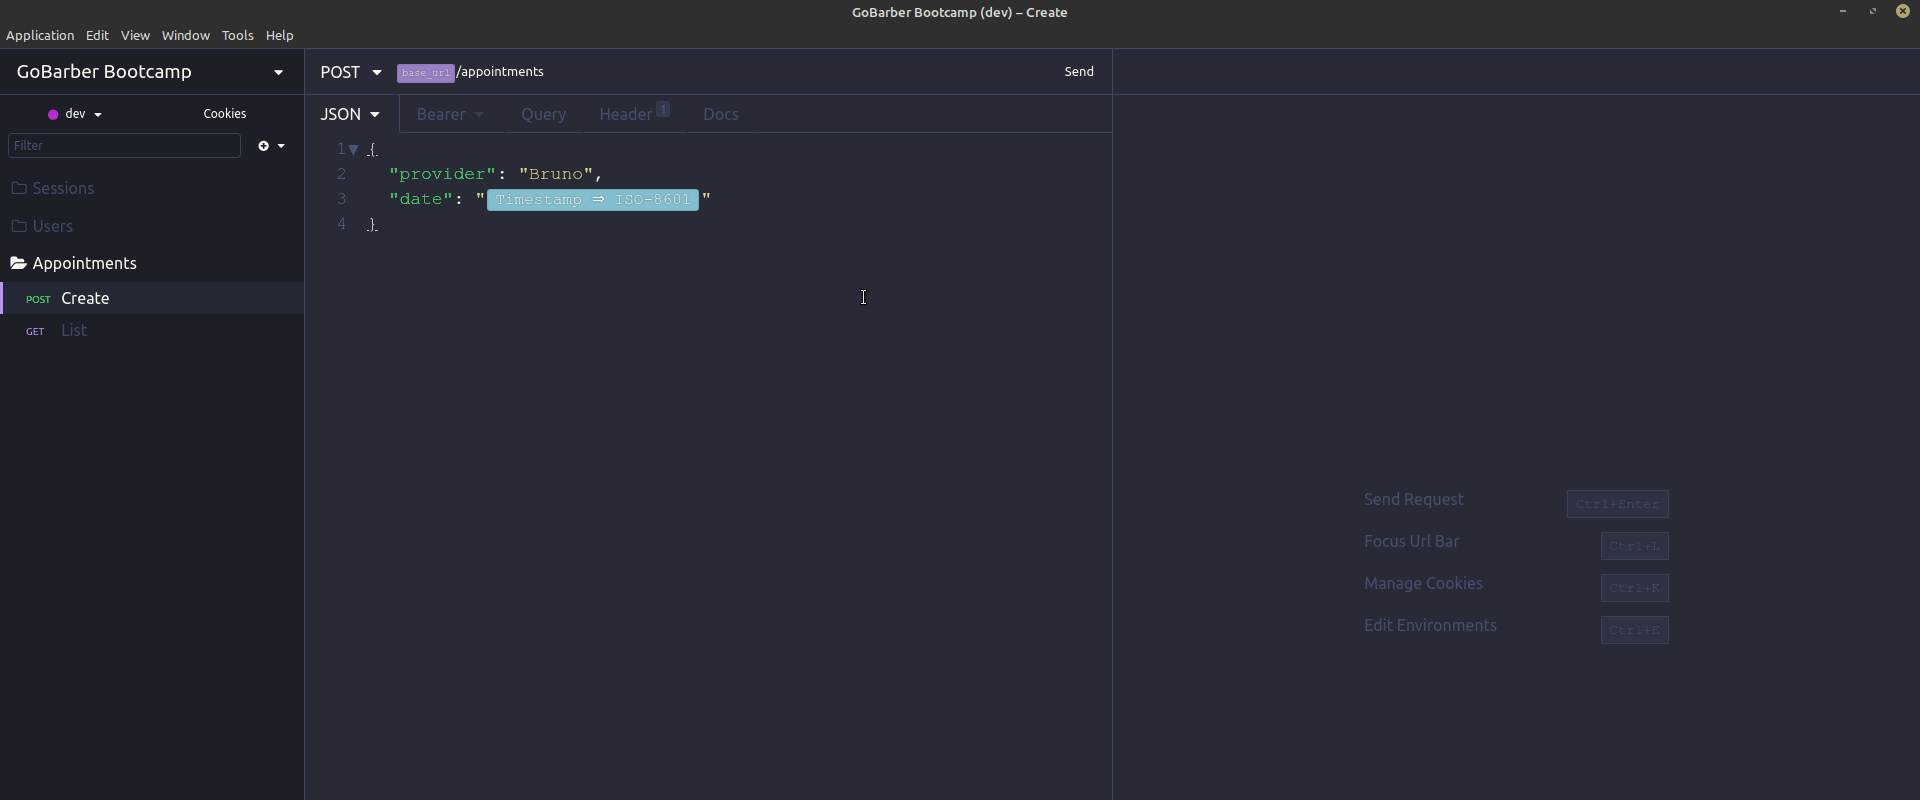 GoBarber Bootcamp (dev) – Create
Application Edit View Window Tools Help
GoBarber Bootcamp
POST base_url/appointments Send
dev Cookies
JSON Bearer Query Header 1 Docs
Filter
1 {
2 "provider": "Bruno",
3 "date": "Timestamp ⇒ ISO-8601"
4 }
Sessions
Users
Appointments
POST Create
GET List
Send Request Ctrl+Enter
Focus Url Bar Ctrl+L
Manage Cookies Ctrl+K
Edit Environments Ctrl+E